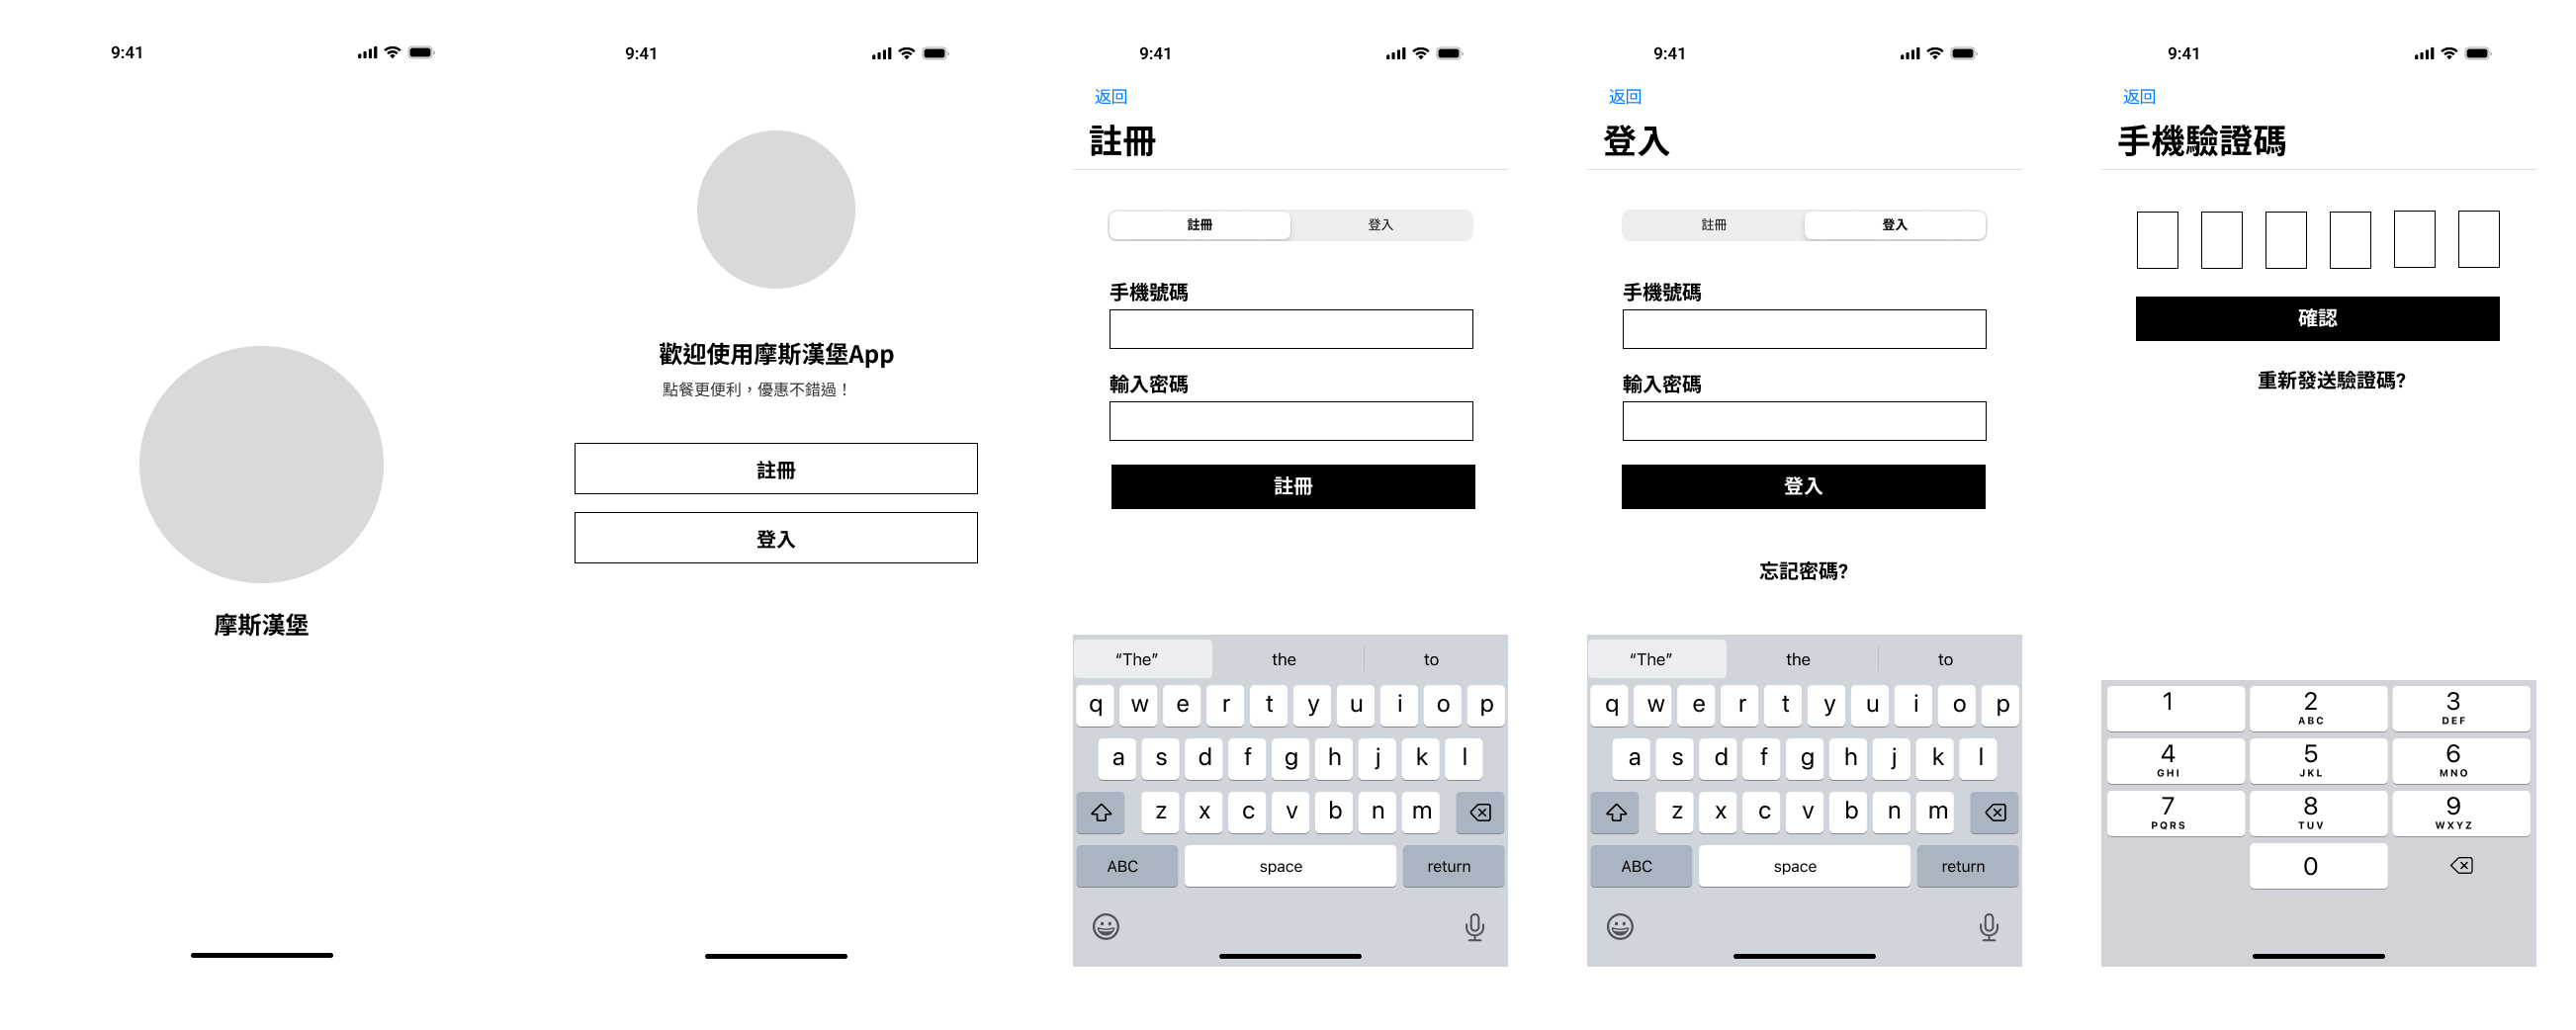 9:41
摩斯漢堡
9:41
歡迎使用摩斯漢堡App
點餐更便利，優惠不錯過！
註冊
登入
9:41
返回
註冊
註冊 登入
手機號碼
輸入密碼
註冊
“The” the to
q w e r t y u i o p
a s d f g h j k l
z x c v b n m
ABC space return
9:41
返回
登入
註冊 登入
手機號碼
輸入密碼
登入
忘記密碼?
“The” the to
q w e r t y u i o p
a s d f g h j k l
z x c v b n m
ABC space return
9:41
返回
手機驗證碼
確認
重新發送驗證碼?
1 2 3
ABC DEF
4 5 6
GHI JKL MNO
7 8 9
PQRS TUV WXYZ
0